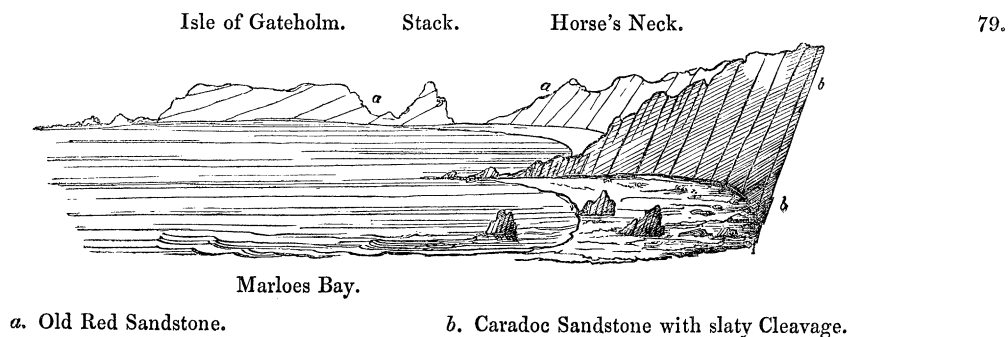 Isle of Gateholm. Stack. Horse's Neck. 79.
a a b
b
Marloes Bay.
a. Old Red Sandstone. b. Caradoc Sandstone with slaty Cleavage.